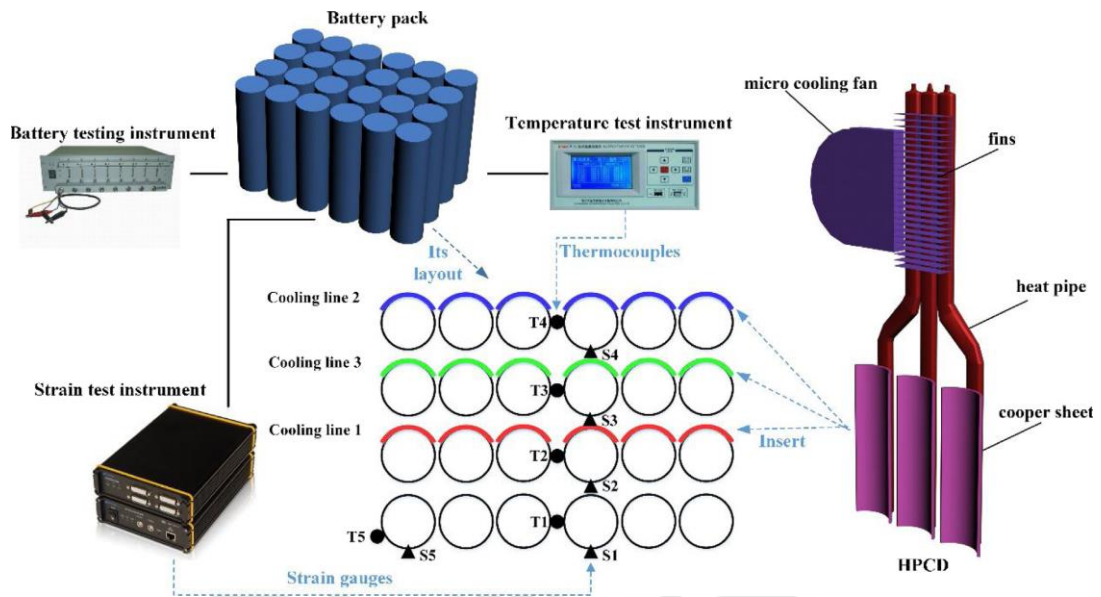 Battery pack
micro cooling fan
Battery testing instrument
Temperature test instrument
fins
Its
layout
Thermocouples
Cooling line 2
T4
S4
heat pipe
Cooling line 3
T3
S3
Strain test instrument
cooper sheet
Cooling line 1
Insert
T2
S2
T1
T5
S5
S1
HPCD
Strain gauges